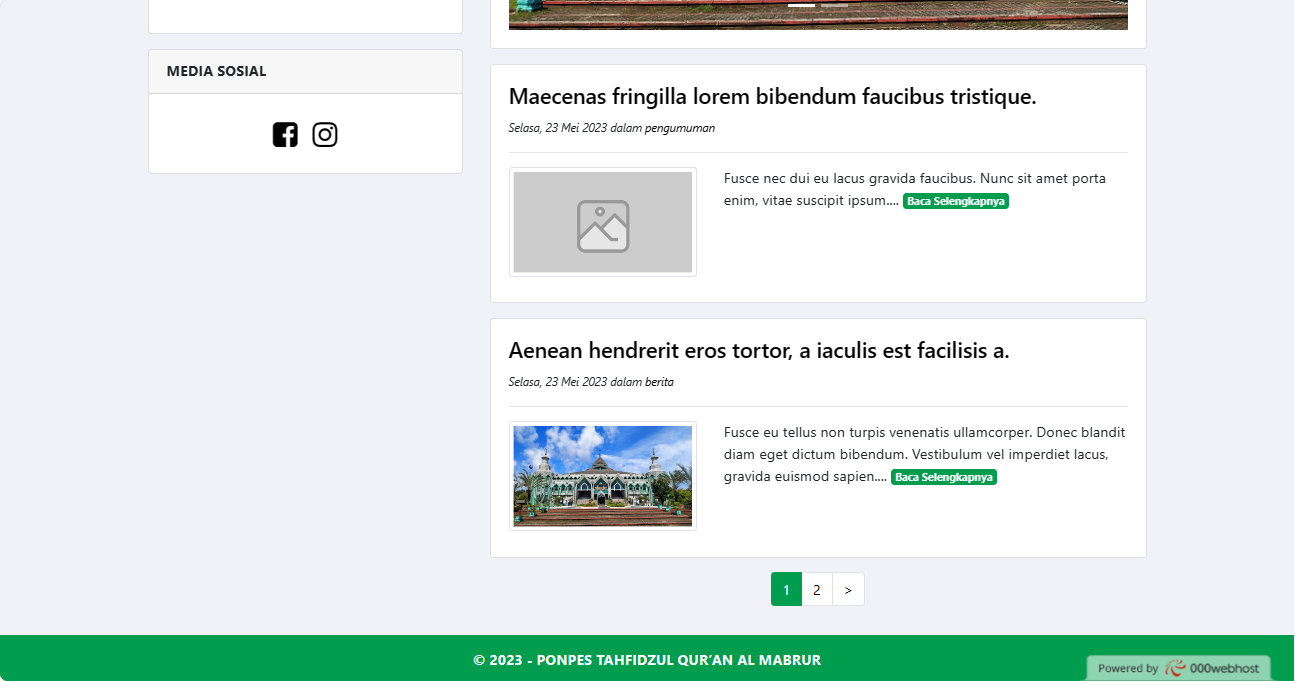 MEDIA SOSIAL
Maecenas fringilla lorem bibendum faucibus tristique.
Selasa, 23 Mei 2023 dalam pengumuman
Fusce nec dui eu lacus gravida faucibus. Nunc sit amet porta
enim, vitae suscipit ipsum.... Baca Selengkapnya
Aenean hendrerit eros tortor, a iaculis est facilisis a.
Selasa, 23 Mei 2023 dalam berita
Fusce eu tellus non turpis venenatis ullamcorper. Donec blandit
diam eget dictum bibendum. Vestibulum vel imperdiet lacus,
gravida euismod sapien.... Baca Selengkapnya
1 2 >
© 2023 - PONPES TAHFIDZUL QUR'AN AL MABRUR
Powered by 000webhost